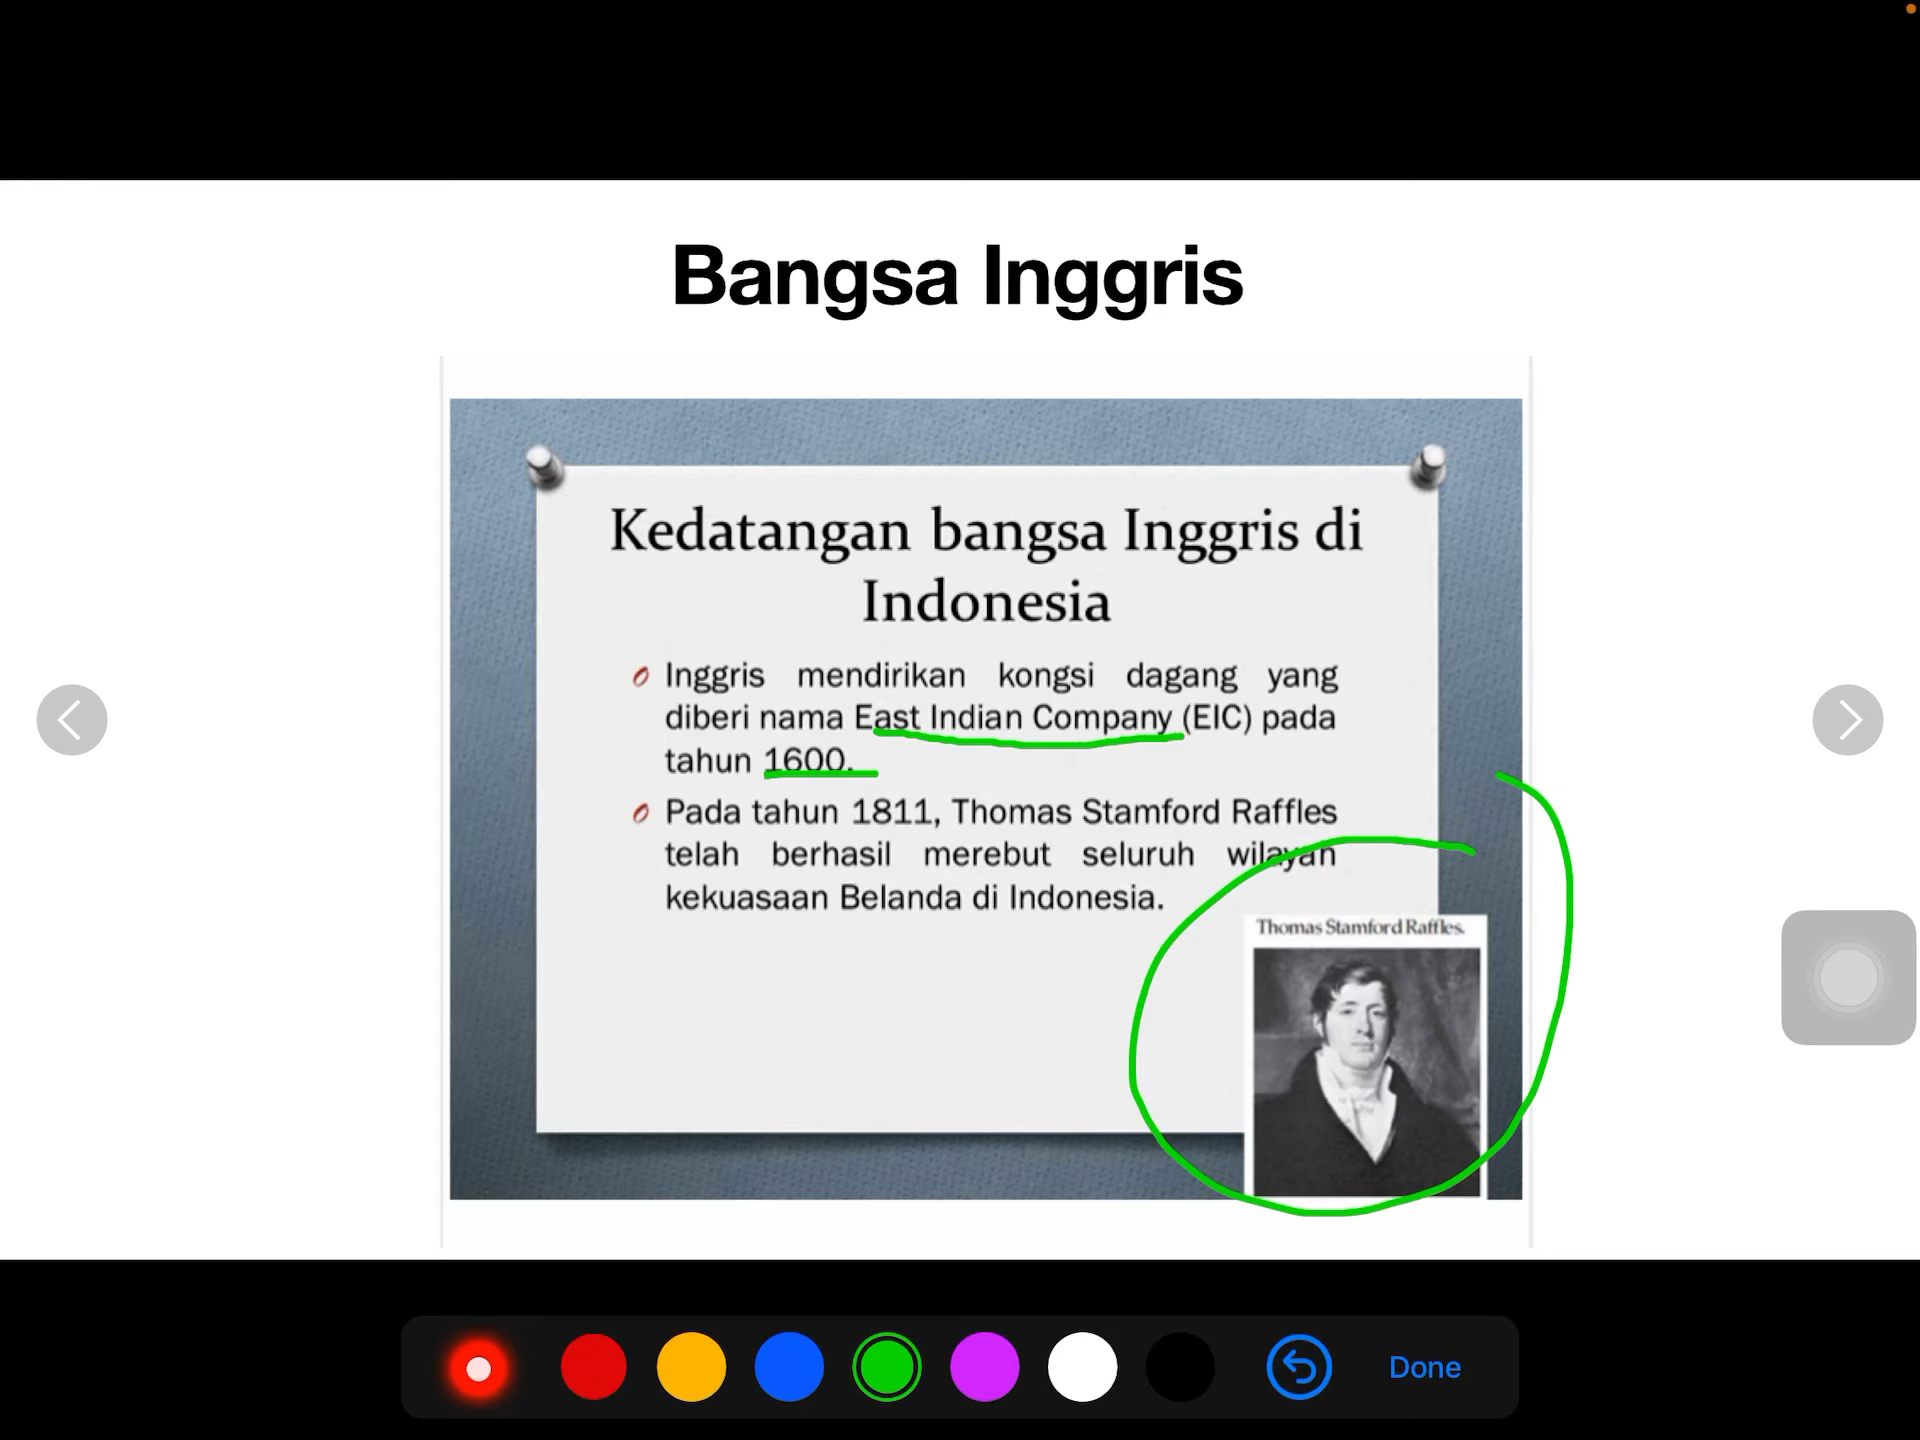 Bangsa Inggris
Kedatangan bangsa Inggris di
Indonesia
Inggris mendirikan kongsi dagang yang
diberi nama East Indian Company (EIC) pada
tahun 1600.
Pada tahun 1811, Thomas Stamford Raffles
telah berhasil merebut seluruh wilayah
kekuasaan Belanda di Indonesia.
Thomas Stamford Raffles.
Done